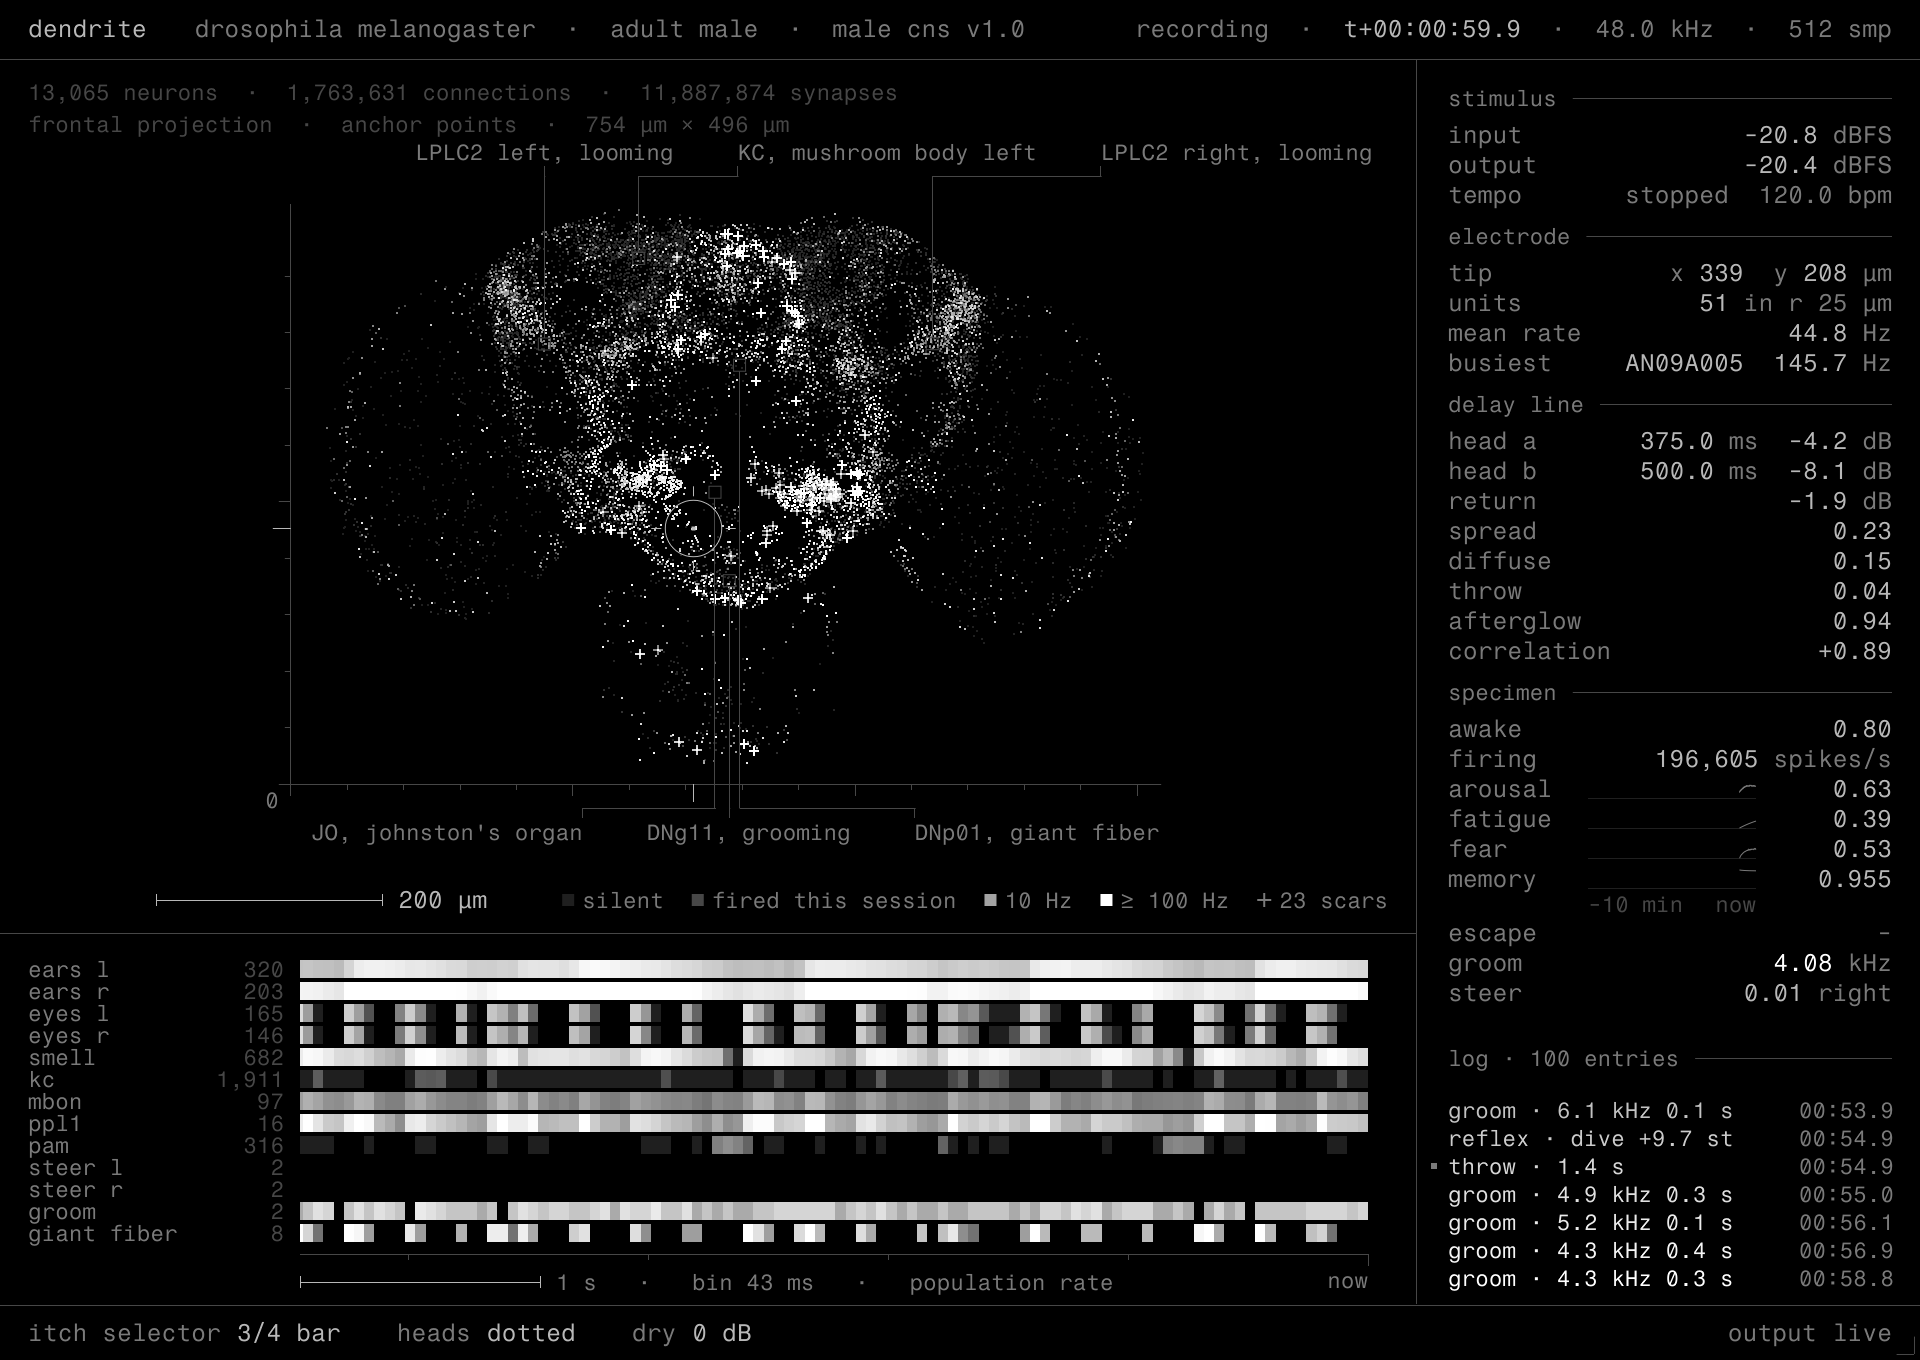 dendrite drosophila melanogaster · adult male · male cns v1.0 recording · t+00:00:59.9 · 48.0 kHz · 512 smp
13,065 neurons · 1,763,631 connections · 11,887,874 synapses
frontal projection · anchor points · 754 µm × 496 µm
LPLC2 left, looming KC, mushroom body left LPLC2 right, looming
0
JO, johnston's organ DNg11, grooming DNp01, giant fiber
200 µm silent fired this session 10 Hz ≥ 100 Hz + 23 scars
ears l 320
ears r 203
eyes l 165
eyes r 146
smell 682
kc 1,911
mbon 97
ppl1 16
pam 316
steer l 2
steer r 2
groom 2
giant fiber 8
1 s · bin 43 ms · population rate now
stimulus
input -20.8 dBFS
output -20.4 dBFS
tempo stopped 120.0 bpm
electrode
tip x 339 y 208 µm
units 51 in r 25 µm
mean rate 44.8 Hz
busiest AN09A005 145.7 Hz
delay line
head a 375.0 ms -4.2 dB
head b 500.0 ms -8.1 dB
return -1.9 dB
spread 0.23
diffuse 0.15
throw 0.04
afterglow 0.94
correlation +0.89
specimen
awake 0.80
firing 196,605 spikes/s
arousal 0.63
fatigue 0.39
fear 0.53
memory 0.955
-10 min now
escape -
groom 4.08 kHz
steer 0.01 right
log · 100 entries
groom · 6.1 kHz 0.1 s 00:53.9
reflex · dive +9.7 st 00:54.9
throw · 1.4 s 00:54.9
groom · 4.9 kHz 0.3 s 00:55.0
groom · 5.2 kHz 0.1 s 00:56.1
groom · 4.3 kHz 0.4 s 00:56.9
groom · 4.3 kHz 0.3 s 00:58.8
itch selector 3/4 bar heads dotted dry 0 dB output live